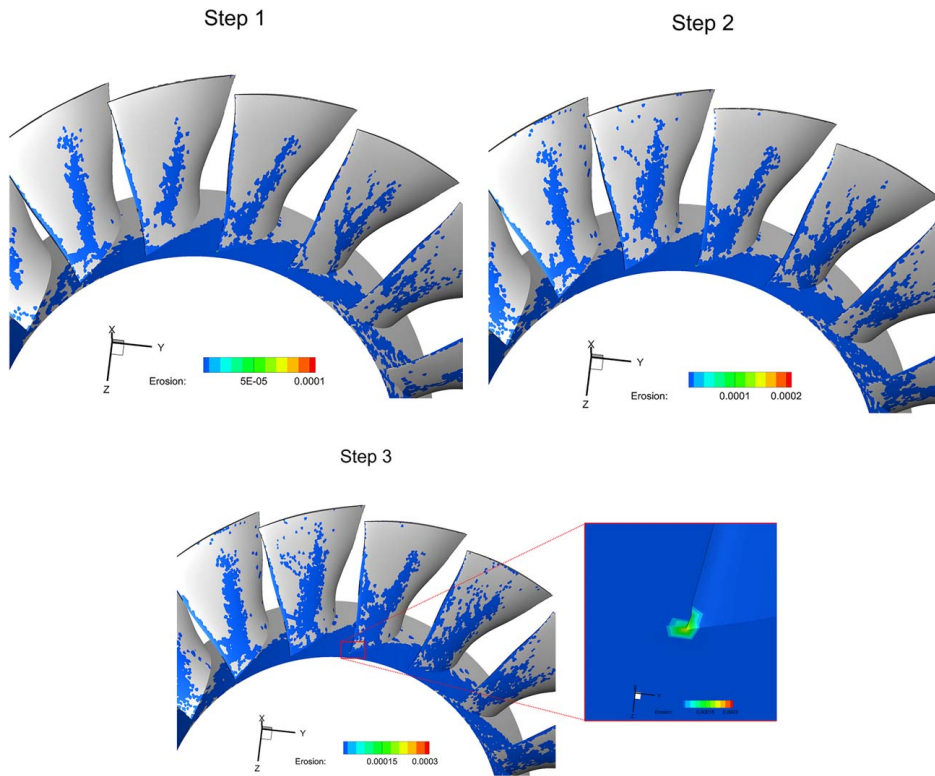 Step 1
Step 2
X
Y
Z
Erosion:
5E-05
0.0001
X
Y
Z
Erosion:
0.0001
0.0002
Step 3
X
Y
Z
Erosion:
0.00015
0.0003